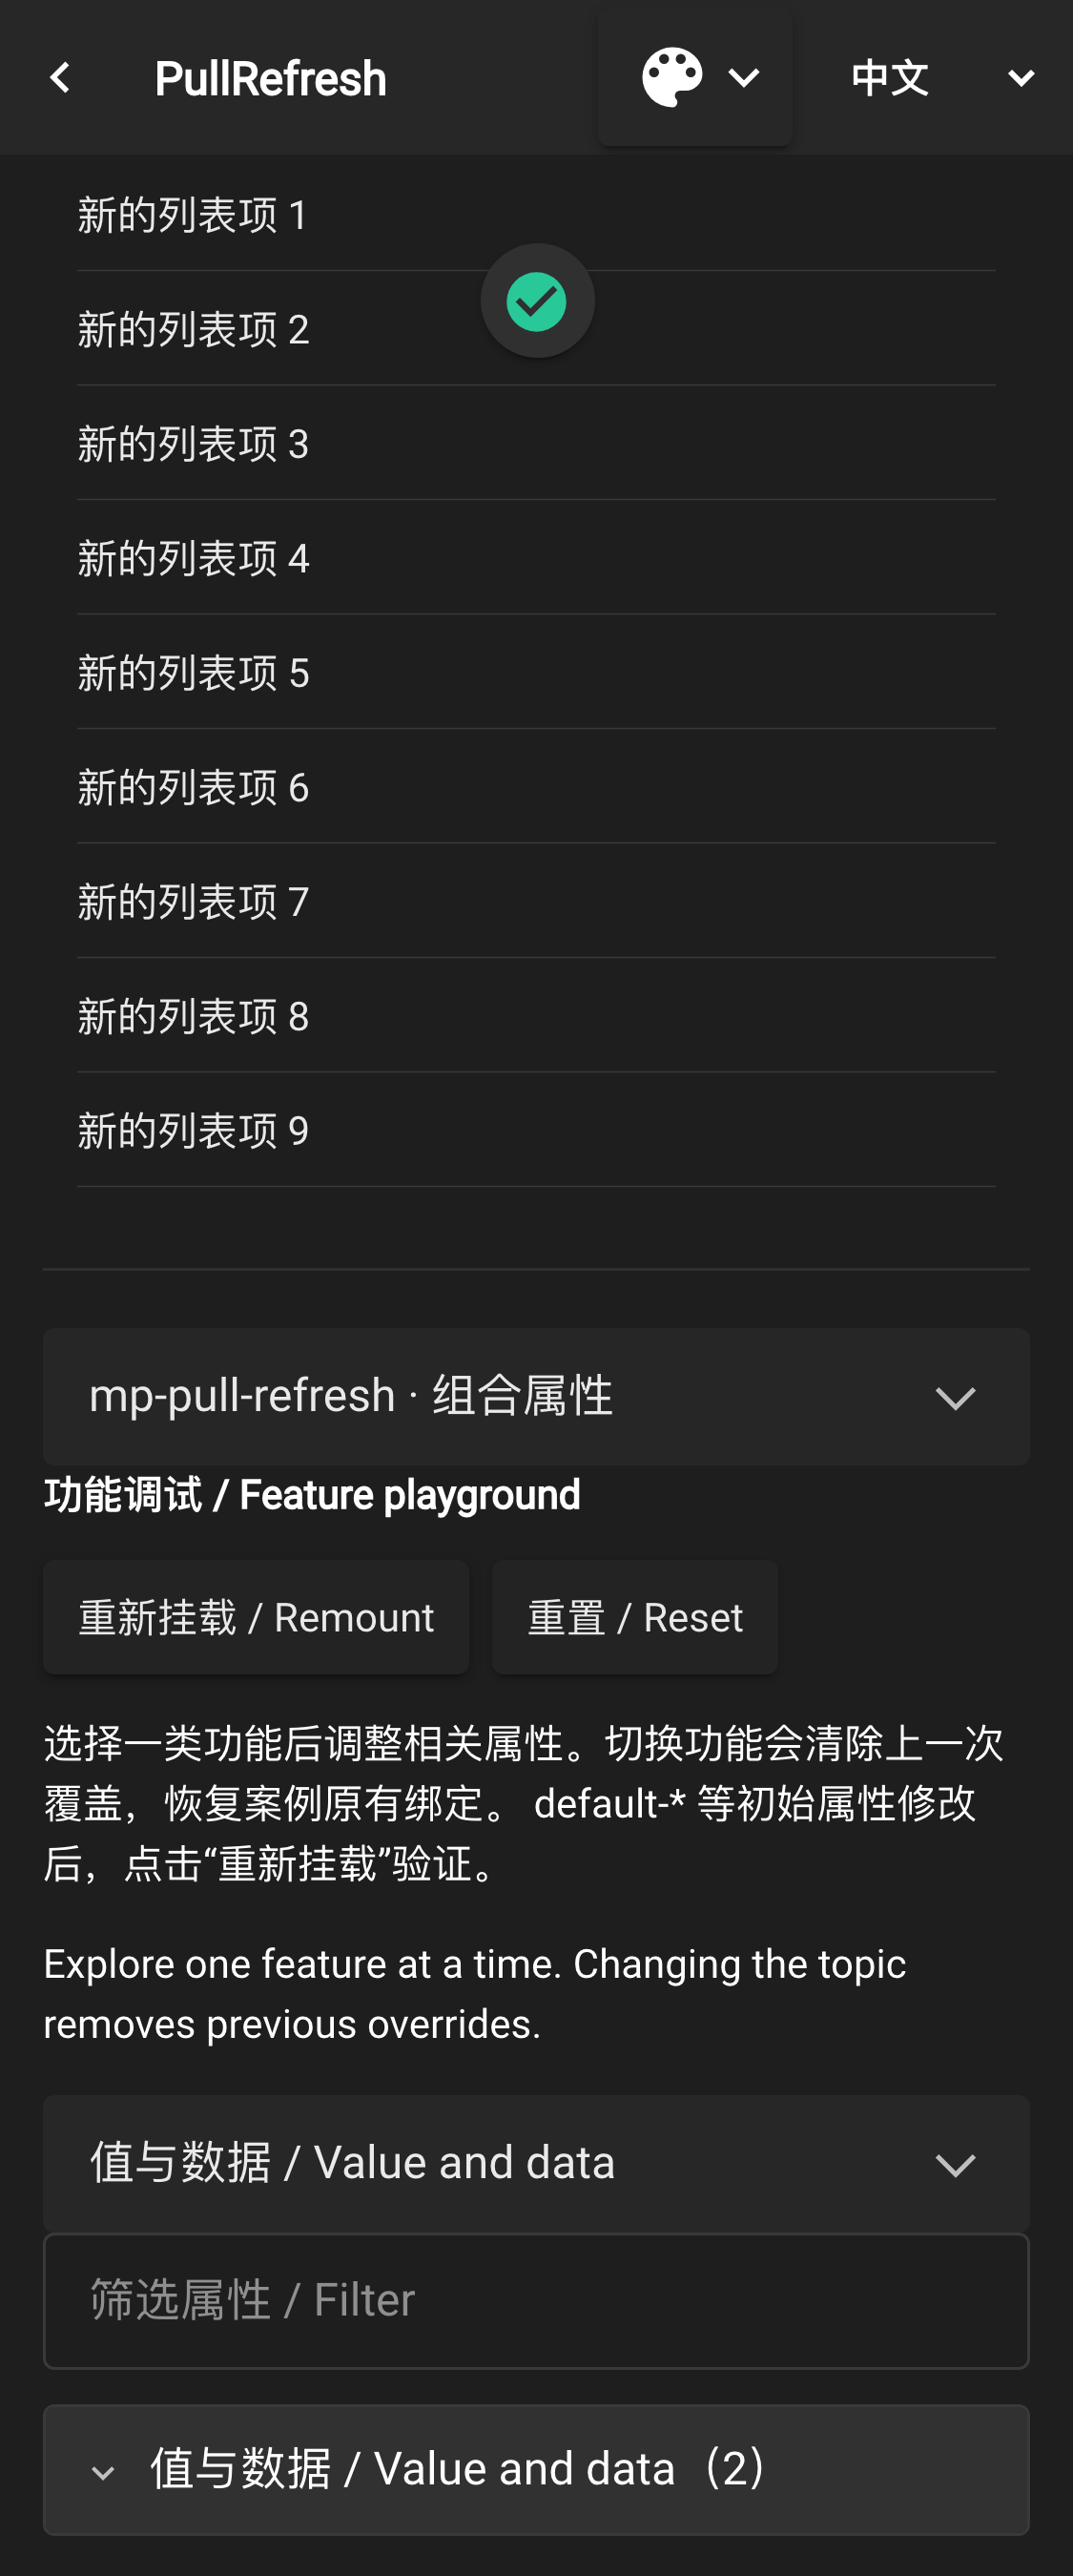 PullRefresh
中文
新的列表项 1
新的列表项 2
新的列表项 3
新的列表项 4
新的列表项 5
新的列表项 6
新的列表项 7
新的列表项 8
新的列表项 9
mp-pull-refresh · 组合属性
功能调试 / Feature playground
重新挂载 / Remount
重置 / Reset
选择一类功能后调整相关属性。切换功能会清除上一次
覆盖，恢复案例原有绑定。 default-* 等初始属性修改
后，点击“重新挂载”验证。
Explore one feature at a time. Changing the topic
removes previous overrides.
值与数据 / Value and data
筛选属性 / Filter
值与数据 / Value and data（2）